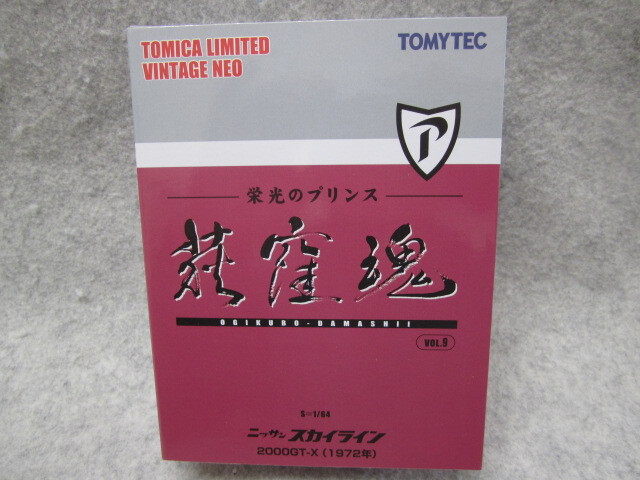 TOMICA LIMITED
VINTAGE NEO
TOMYTEC
P
栄光のプリンス
荻窪魂
OGIKUBO-DAMASHII
VOL.9
S=1/64
ニッサン スカイライン
2000GT-X (1972年)